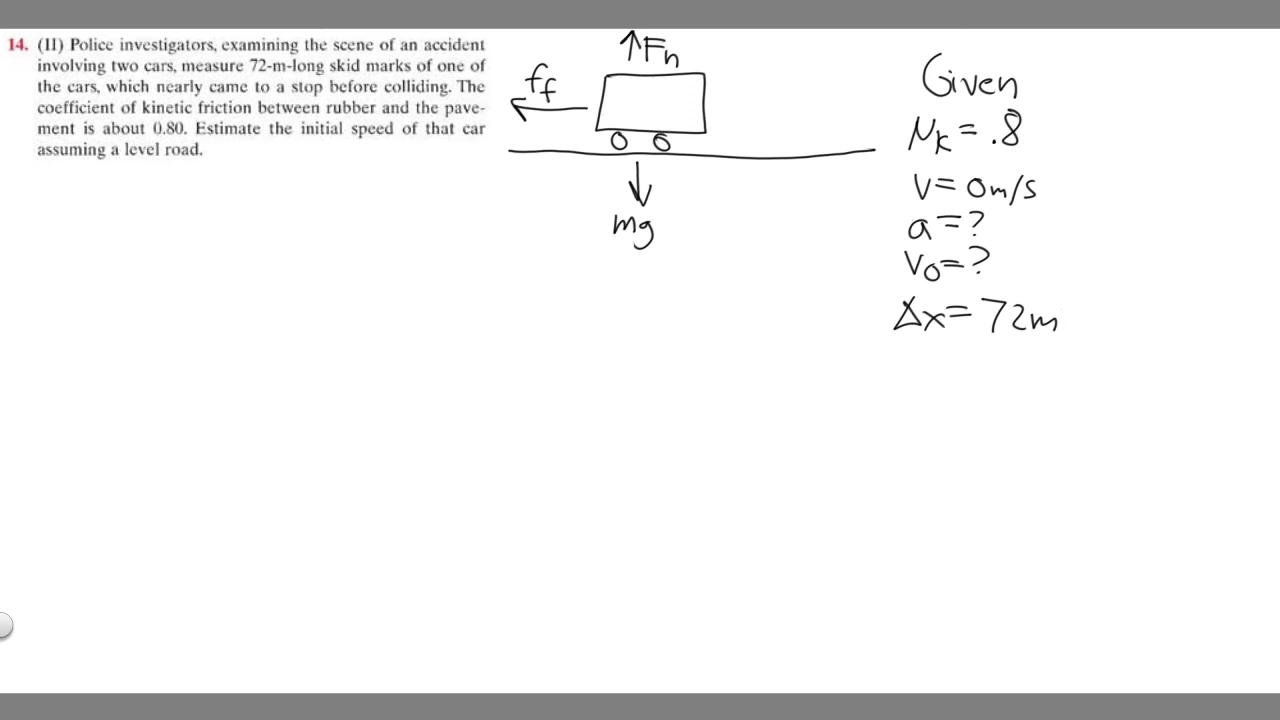 14. (II) Police investigators, examining the scene of an accident
involving two cars, measure 72-m-long skid marks of one of
the cars, which nearly came to a stop before colliding. The
coefficient of kinetic friction between rubber and the pave-
ment is about 0.80. Estimate the initial speed of that car
assuming a level road.
Fn
ff
mg
Given
μk = .8
V = 0m/s
a = ?
V0 = ?
Δx = 72m